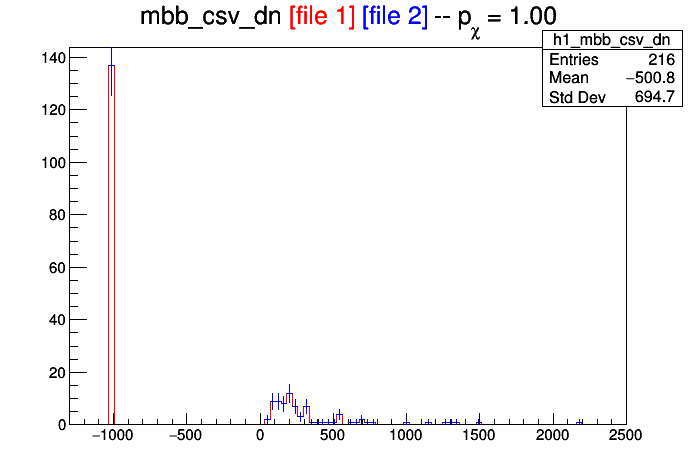 mbb_csv_dn [file 1] [file 2] -- pχ = 1.00
h1_mbb_csv_dn
Entries 216
Mean −500.8
Std Dev 694.7
140
120
100
80
60
40
20
0
−1000 −500 0 500 1000 1500 2000 2500